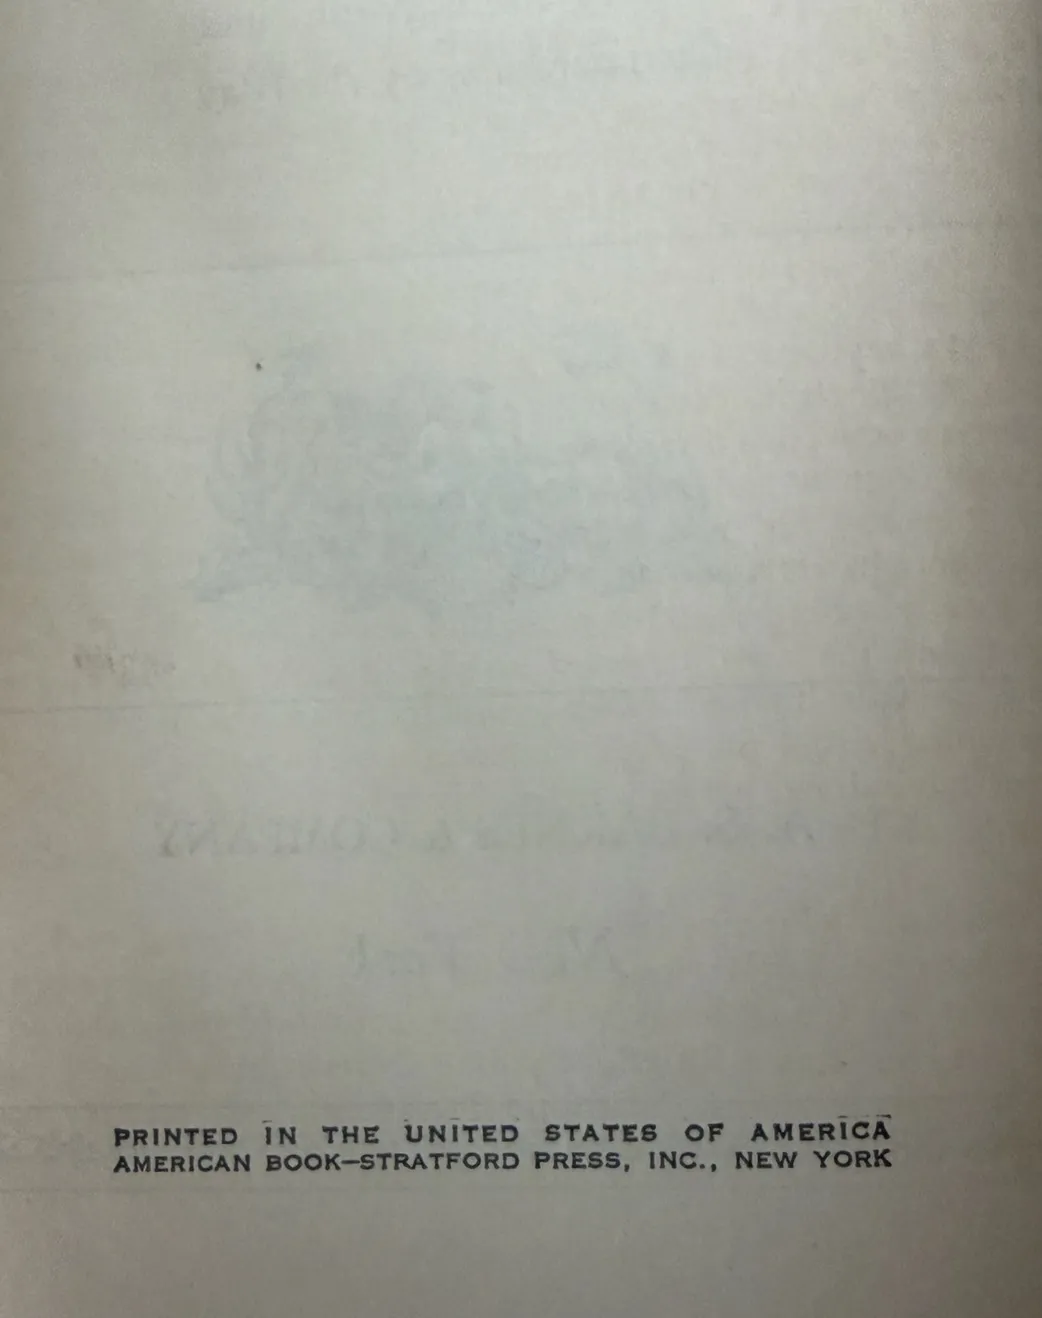 PRINTED IN THE UNITED STATES OF AMERICA
AMERICAN BOOK—STRATFORD PRESS, INC., NEW YORK